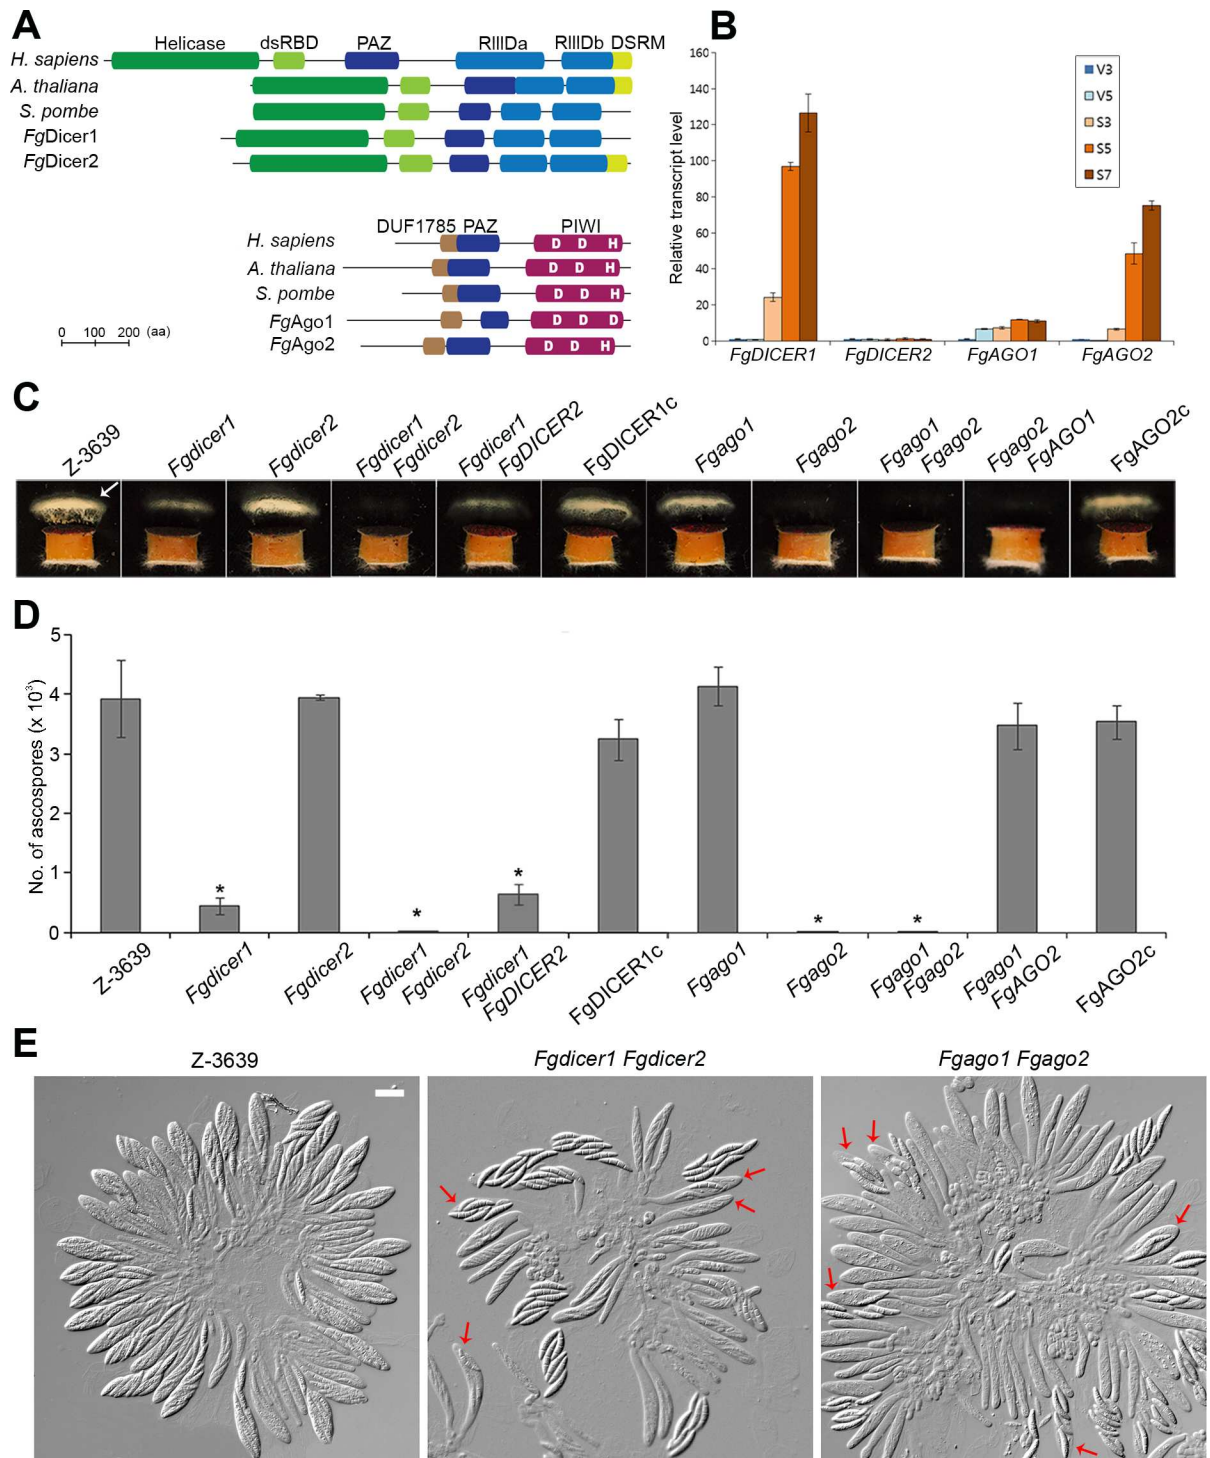 A
Helicase dsRBD PAZ RIIIDa RIIIDb DSRM
H. sapiens
A. thaliana
S. pombe
FgDicer1
FgDicer2
DUF1785 PAZ PIWI
H. sapiens D D H
A. thaliana D D H
S. pombe D D H
FgAgo1 D D D
FgAgo2 D D H
0 100 200 (aa)
B
Relative transcript level
160
140
120
100
80
60
40
20
0
V3
V5
S3
S5
S7
FgDICER1 FgDICER2 FgAGO1 FgAGO2
C
Z-3639
Fgdicer1
Fgdicer2
Fgdicer1
Fgdicer2
Fgdicer1
FgDICER2
FgDICER1c
Fgago1
Fgago2
Fgago1
Fgago2
Fgago2
FgAGO1
FgAGO2c
D
No. of ascospores (x 10³)
5
4
3
2
1
0
* * * * *
Z-3639
Fgdicer1
Fgdicer2
Fgdicer1
Fgdicer2
Fgdicer1
FgDICER2
FgDICER1c
Fgago1
Fgago2
Fgago1
Fgago2
Fgago1
FgAGO2
FgAGO2c
E
Z-3639 Fgdicer1 Fgdicer2 Fgago1 Fgago2